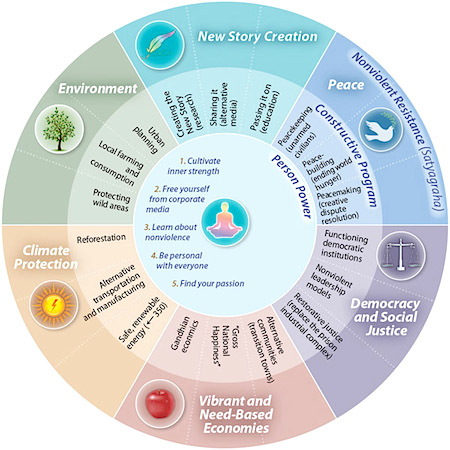 New Story Creation
Creating the
New Story
(research)
Sharing it
(alternative
media)
Passing it on
(education)
Peace
Nonviolent Resistance (Satyagraha)
Constructive Program
Person Power
Peacekeeping
(unarmed
civilians)
Peace-
building
(ending world
hunger)
Peacemaking
(creative
dispute
resolution)
Democracy and Social
Justice
Functioning
democratic
institutions
Nonviolent
leadership
models
Restorative justice
(replace the prison
industrial complex)
Vibrant and
Need-Based
Economies
Alternative
communities
(transition towns)
"Gross
National
Happiness"
Gandhian
econmics
Climate
Protection
Safe, renewable
energy (←350)
Alternative
transportation
and manufacturing
Reforestation
Environment
Protecting
wild areas
Local farming and
consumption
Urban
planning
1. Cultivate
inner strength
2. Free yourself
from corporate
media
3. Learn about
nonviolence
4. Be personal
with everyone
5. Find your passion